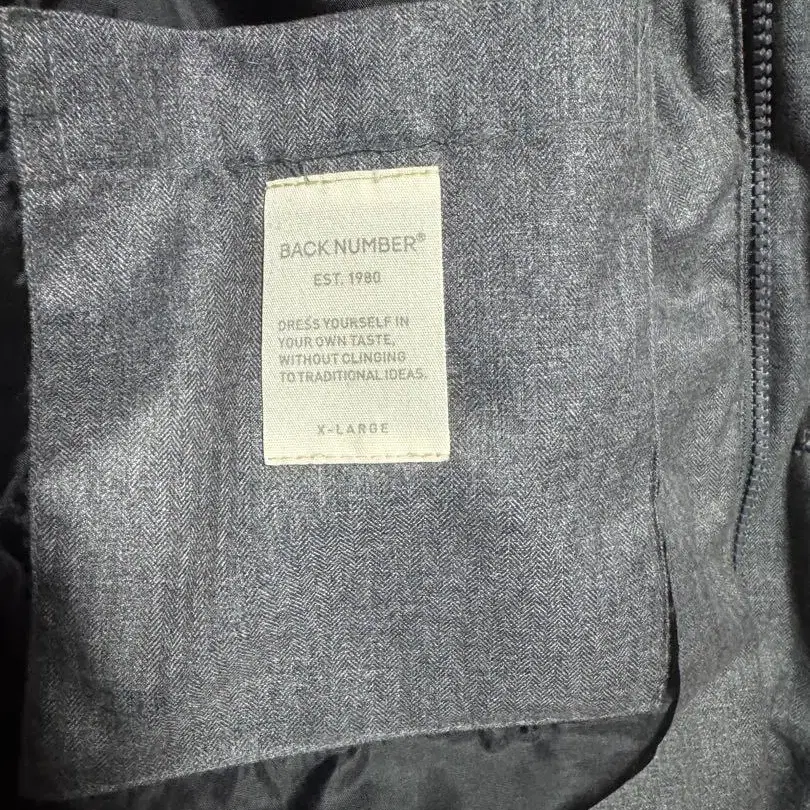 BACK NUMBER®
EST. 1980
DRESS YOURSELF IN
YOUR OWN TASTE,
WITHOUT CLINGING
TO TRADITIONAL IDEAS.
X-LARGE